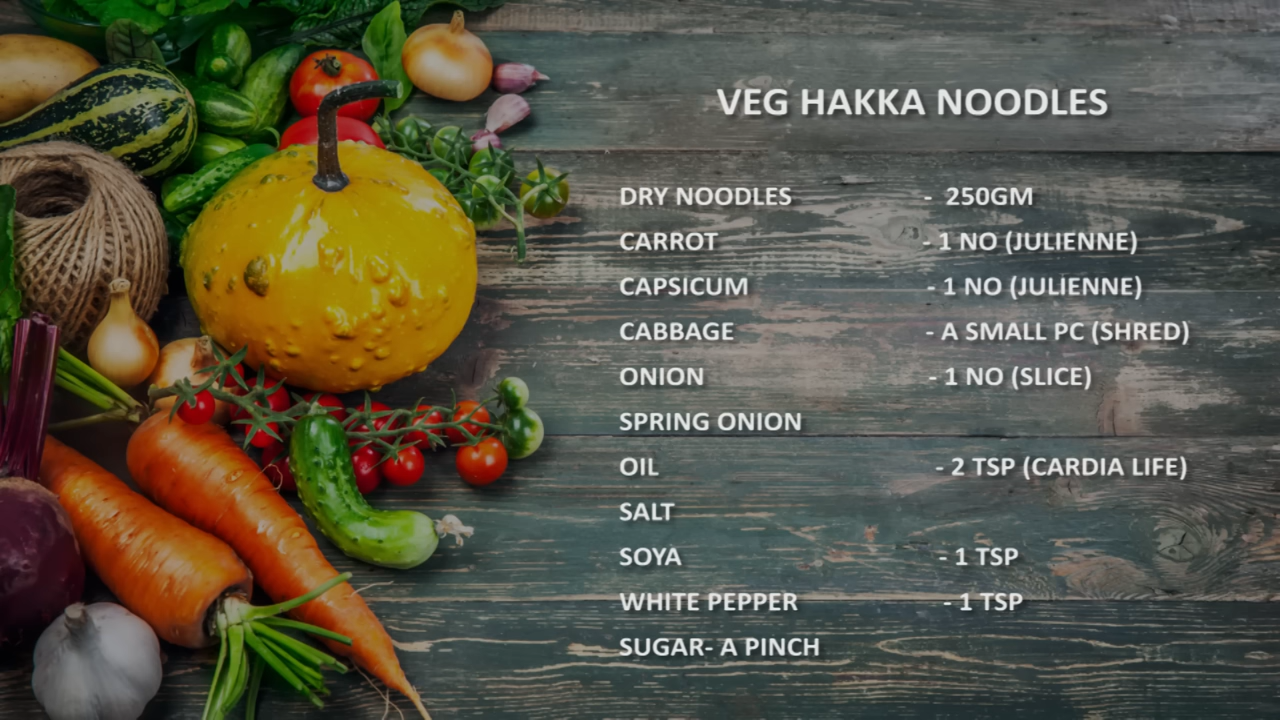 VEG HAKKA NOODLES
DRY NOODLES - 250GM
CARROT - 1 NO (JULIENNE)
CAPSICUM - 1 NO (JULIENNE)
CABBAGE - A SMALL PC (SHRED)
ONION - 1 NO (SLICE)
SPRING ONION
OIL - 2 TSP (CARDIA LIFE)
SALT
SOYA - 1 TSP
WHITE PEPPER - 1 TSP
SUGAR- A PINCH